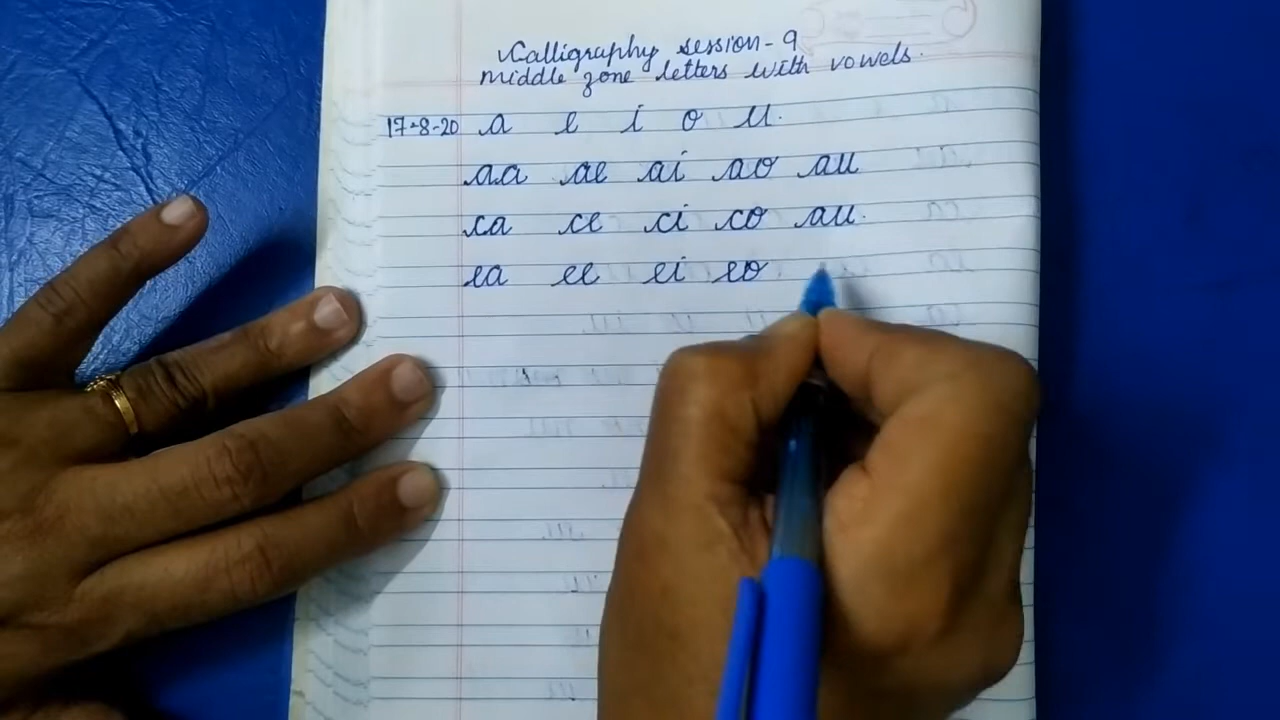 Calligraphy session-9
middle zone letters with vowels.
17-8-20 a e i o u.
aa ae ai ao au
ca ce ci co au.
ea ee ei eo